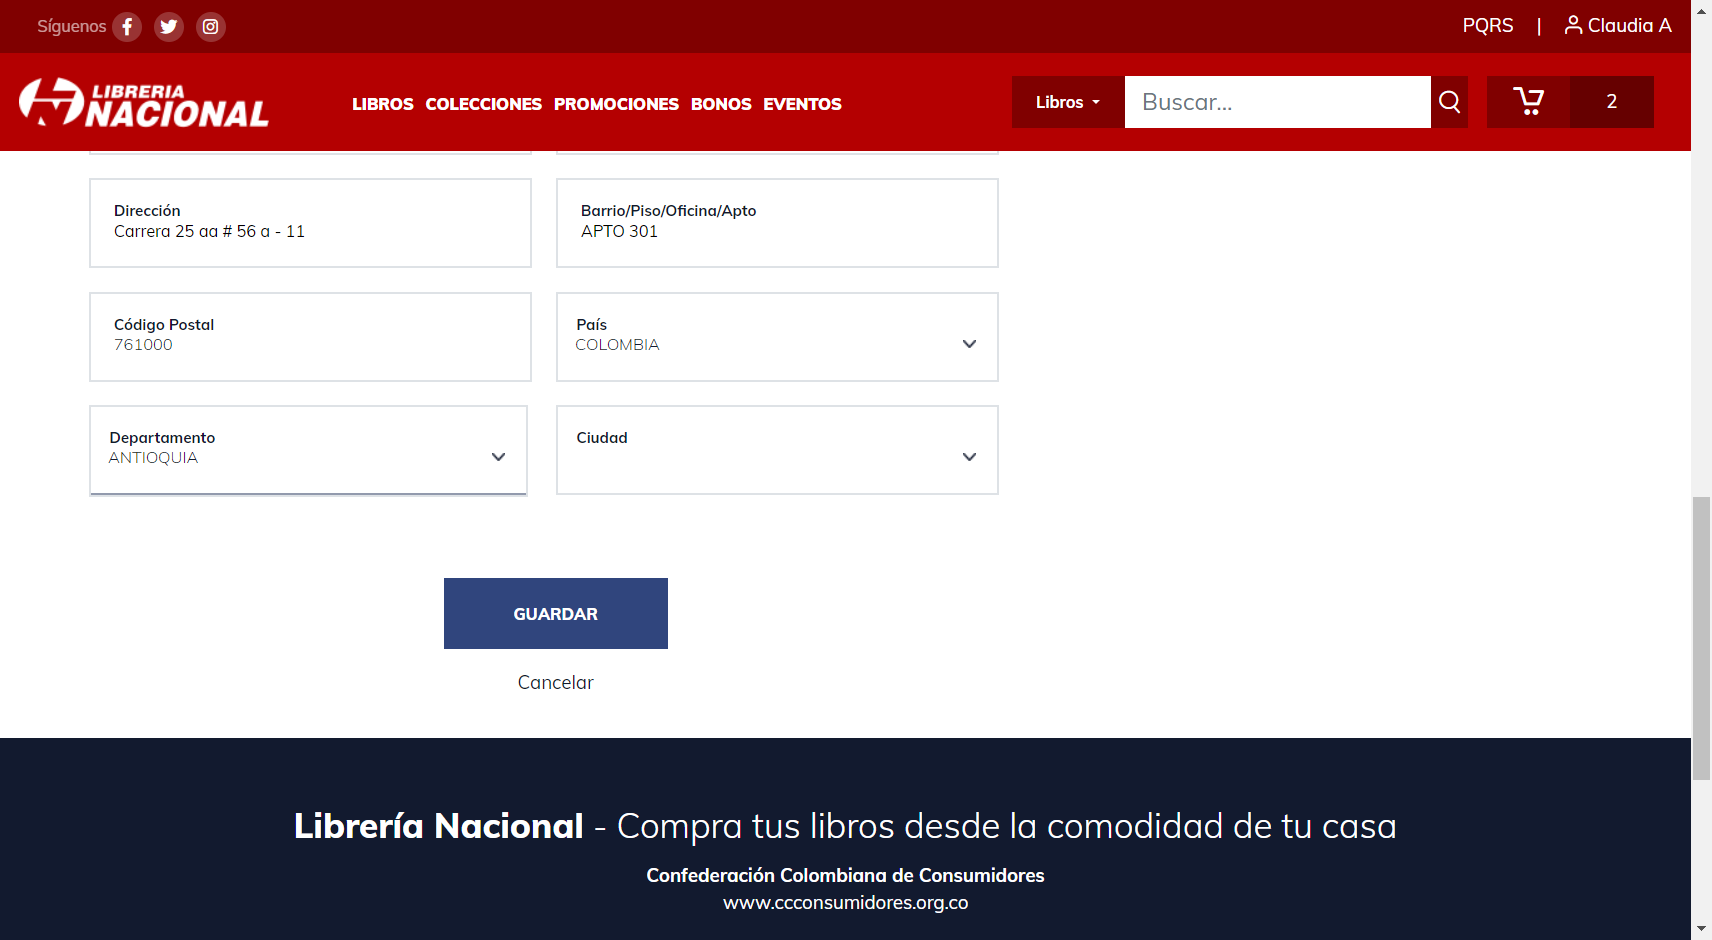 Síguenos
PQRS | Claudia A
LIBRERIA
NACIONAL
LIBROS COLECCIONES PROMOCIONES BONOS EVENTOS
Libros
Buscar...
2
Dirección
Carrera 25 aa # 56 a - 11
Barrio/Piso/Oficina/Apto
APTO 301
Código Postal
761000
País
COLOMBIA
Departamento
ANTIOQUIA
Ciudad
GUARDAR
Cancelar
Librería Nacional - Compra tus libros desde la comodidad de tu casa
Confederación Colombiana de Consumidores
www.ccconsumidores.org.co